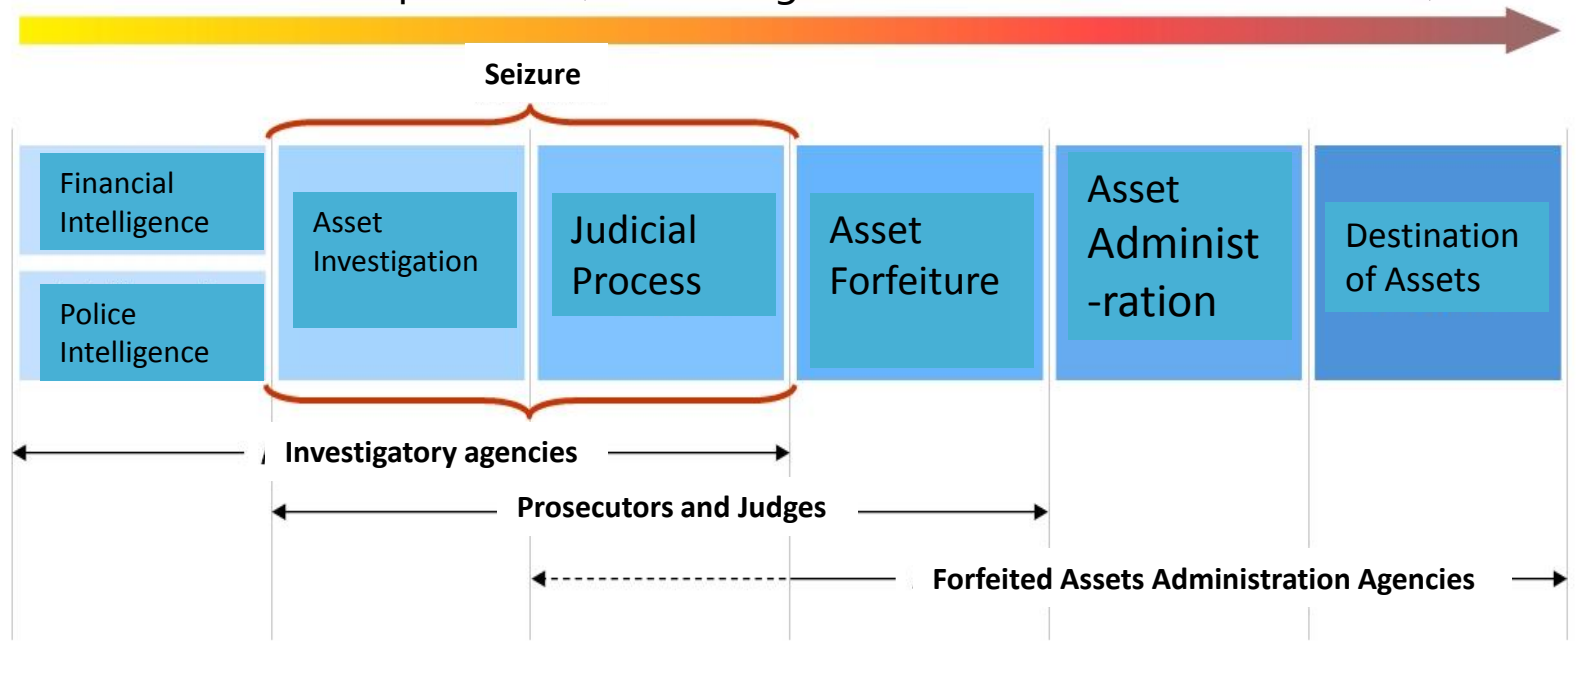 Seizure
Financial
Intelligence
Police
Intelligence
Asset
Investigation
Judicial
Process
Asset
Forfeiture
Asset
Administ
-ration
Destination
of Assets
Investigatory agencies
Prosecutors and Judges
Forfeited Assets Administration Agencies